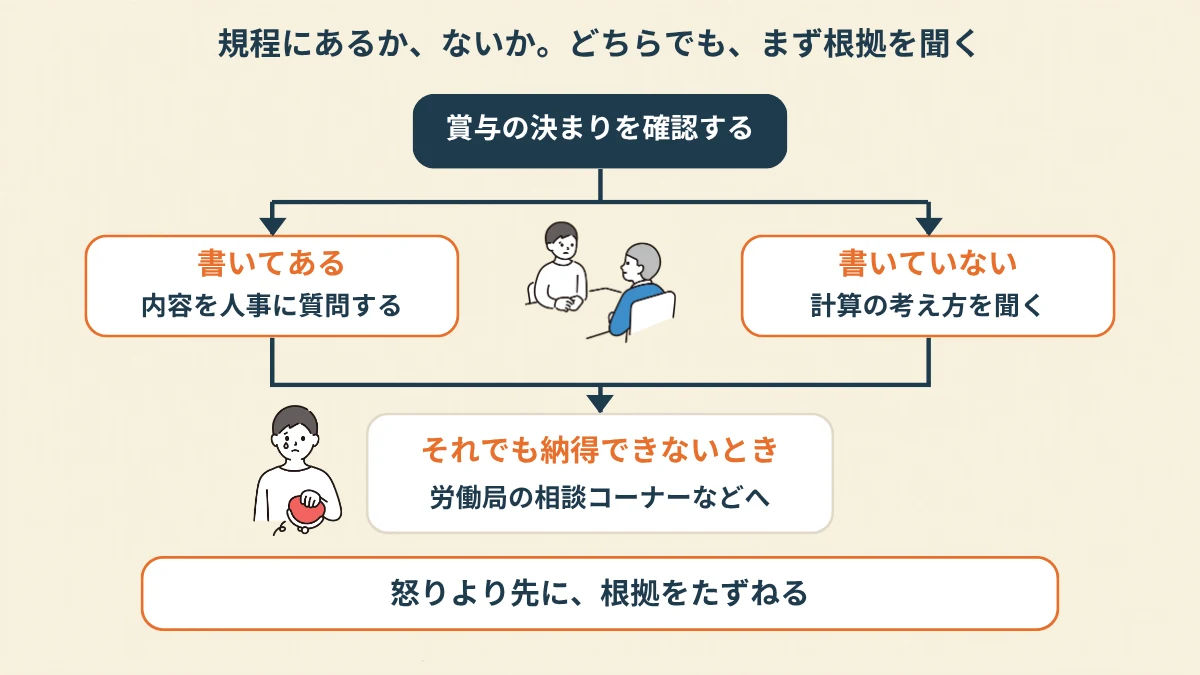 規程にあるか、ないか。どちらでも、まず根拠を聞く
賞与の決まりを確認する
書いてある
内容を人事に質問する
書いていない
計算の考え方を聞く
それでも納得できないとき
労働局の相談コーナーなどへ
怒りより先に、根拠をたずねる